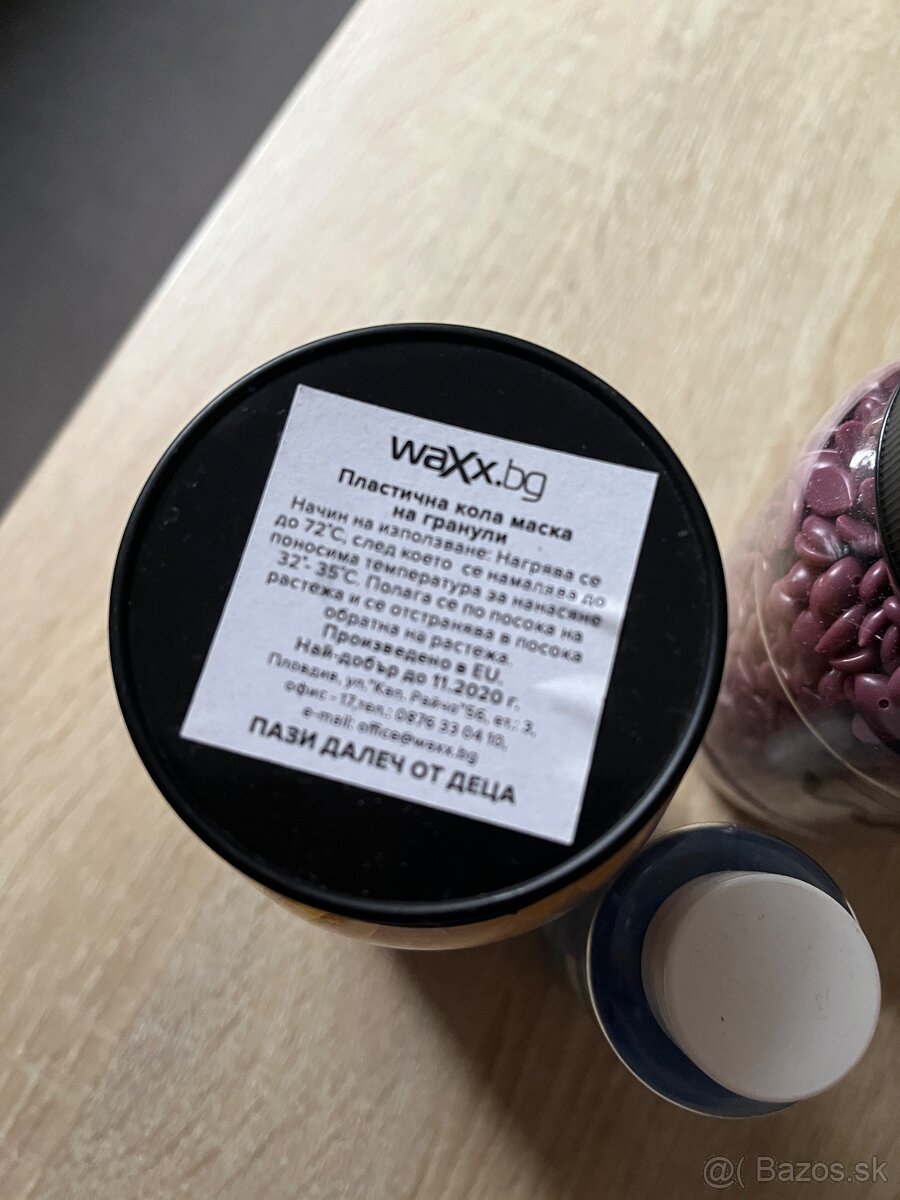 waXx.bg
Пластична кола маска
на гранули
Начин на използване: Нагрява се
до 72°C, след което се намалява до
поносима температура за нанасяне
32°- 35°C. Полага се по посока на
растежа и се отстранява в посока
обратна на растежа.
Произведено в EU.
Най-добър до 11.2020 г.
Пловдив, ул."Кап. Райчо"56, ет.: 3,
офис - 17,тел.: 0876 33 04 10,
e-mail: office@waxx.bg
ПАЗИ ДАЛЕЧ ОТ ДЕЦА
@( Bazos.sk